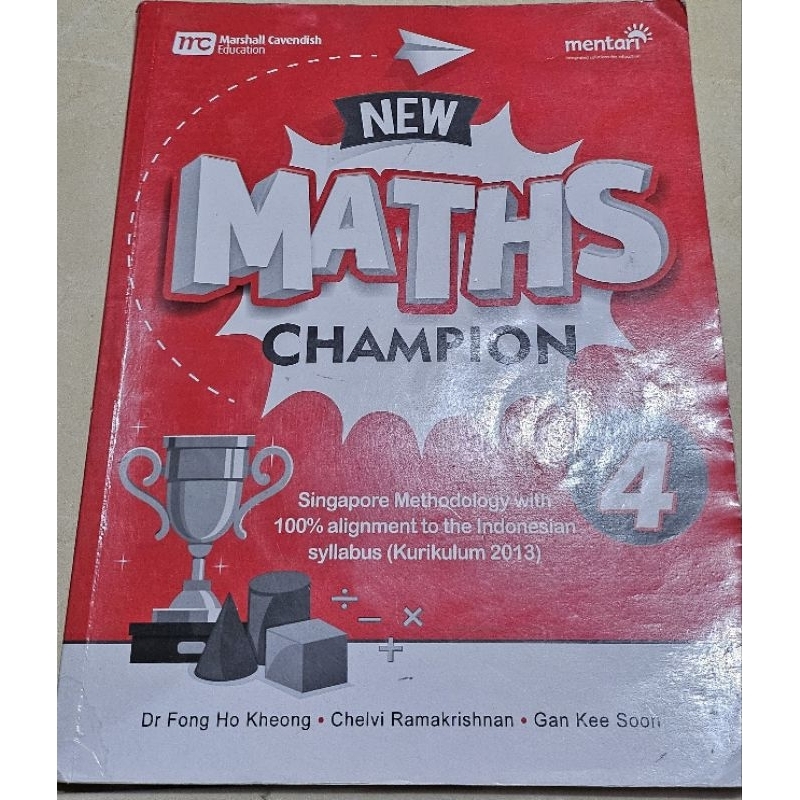 mc Marshall Cavendish
Education
mentari
NEW
MATHS
CHAMPION
4
Singapore Methodology with
100% alignment to the Indonesian
syllabus (Kurikulum 2013)
÷ − × +
Dr Fong Ho Kheong • Chelvi Ramakrishnan • Gan Kee Soon